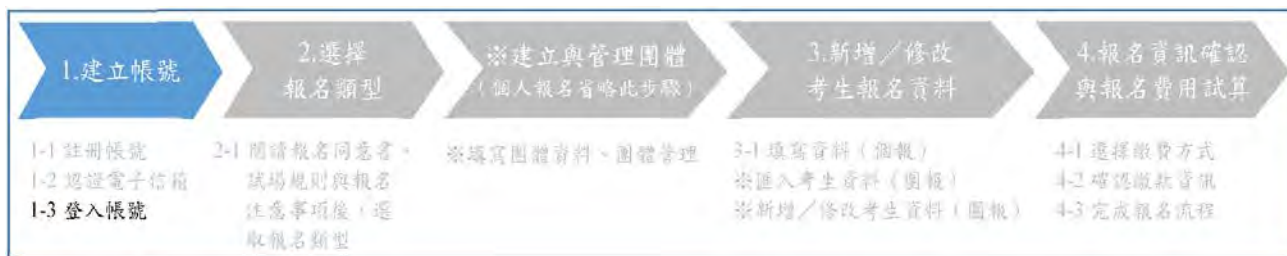 1.建立帳號
2.選擇
報名類型
※建立與管理團體
(個人報名省略此步驟)
3.新增／修改
考生報名資料
4.報名資訊確認
與報名費用試算
1-1 註冊帳號
1-2 認證電子信箱
1-3 登入帳號
2-1 閱讀報名同意書、
試場規則與報名
注意事項後，選
取報名類型
※填寫團體資料、團體管理
3-1 填寫資料（個報）
※匯入考生資料（團報）
※新增／修改考生資料（團報）
4-1 選擇繳費方式
4-2 確認繳款資訊
4-3 完成報名流程